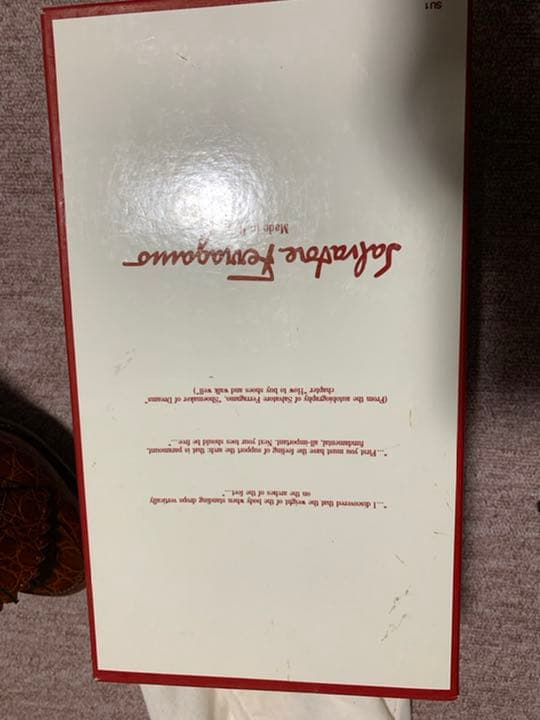 "...I discovered that the weight of the body when standing drops vertically
on the arches of the feet..."
"...First you must have the feeling of support the arch: that is paramount,
fundamental, all-important. Next your toes should be free..."
(From the autobiography of Salvatore Ferragamo, "Shoemaker of Dreams"
chapter "How to buy shoes and walk well")
Salvatore Ferragamo
Made in
SU1